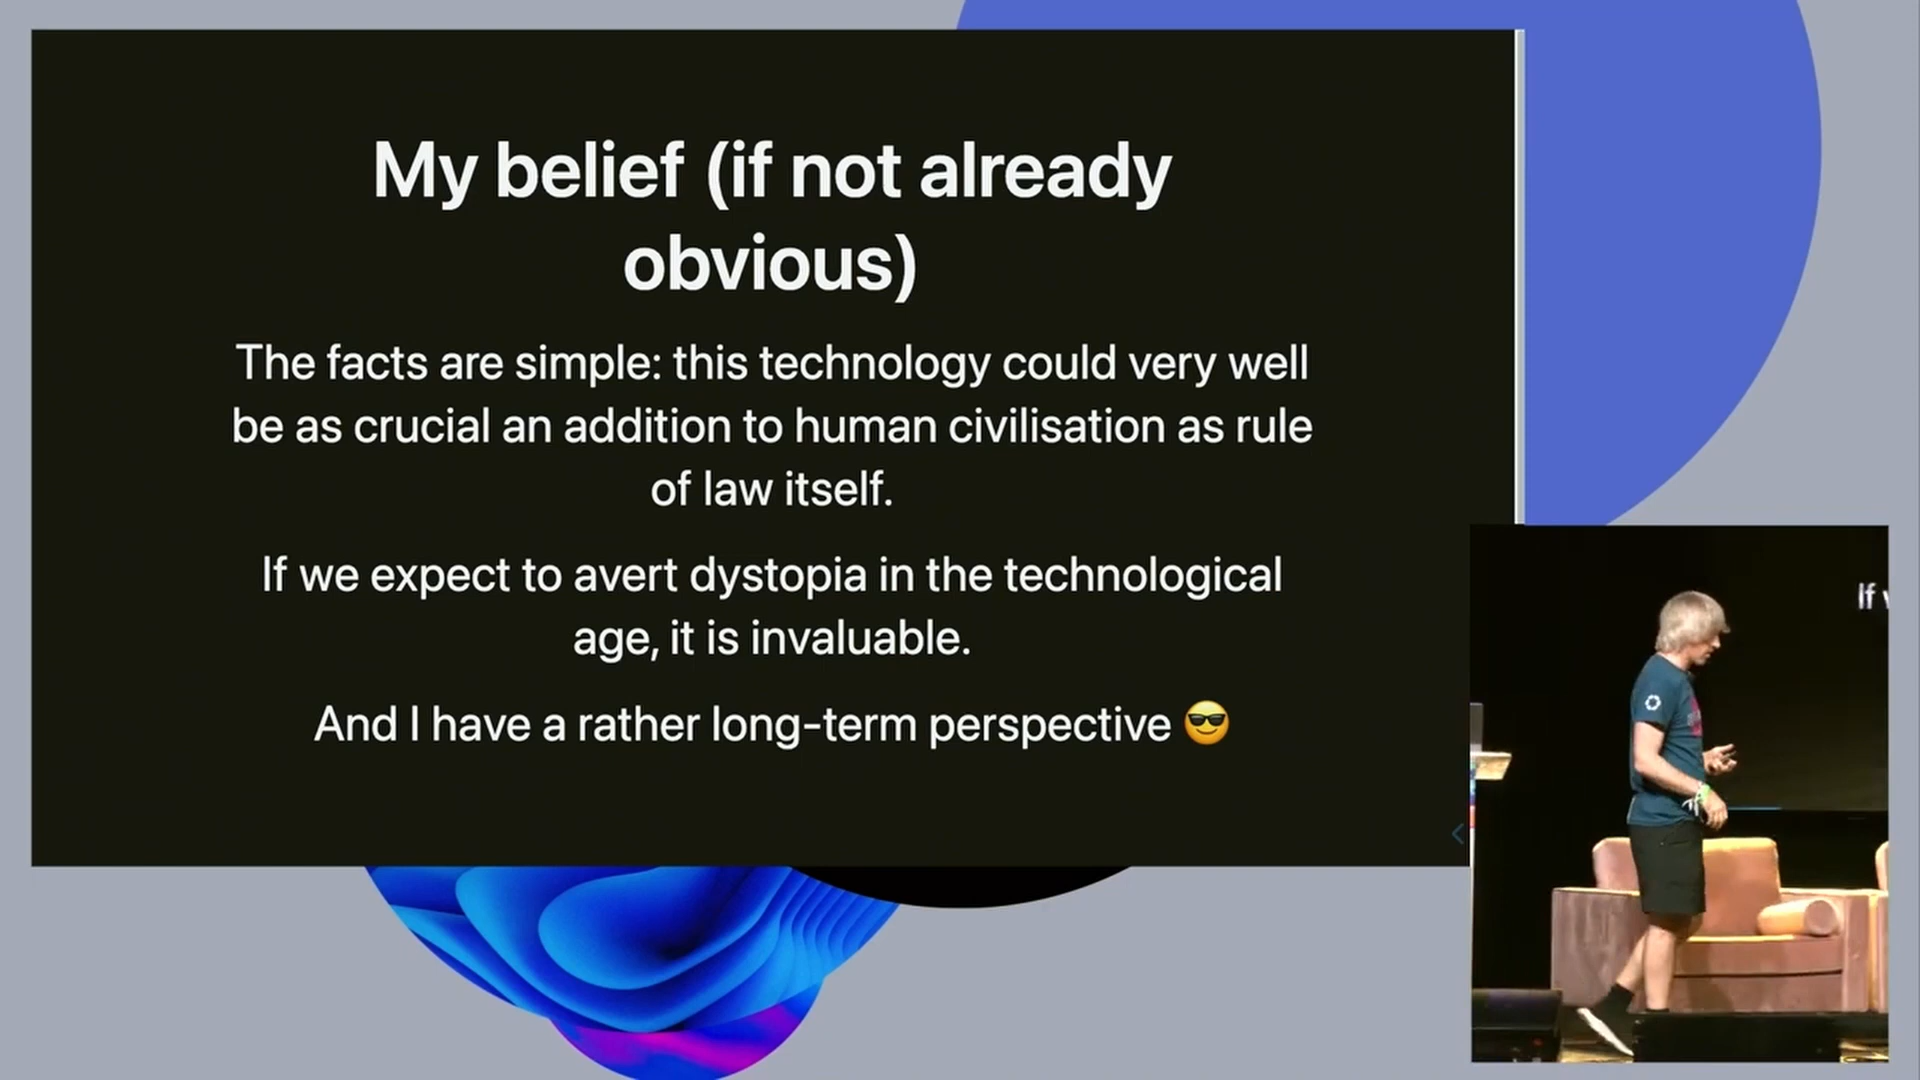 My belief (if not already
obvious)
The facts are simple: this technology could very well
be as crucial an addition to human civilisation as rule
of law itself.
If we expect to avert dystopia in the technological
age, it is invaluable.
And I have a rather long-term perspective 😎
If